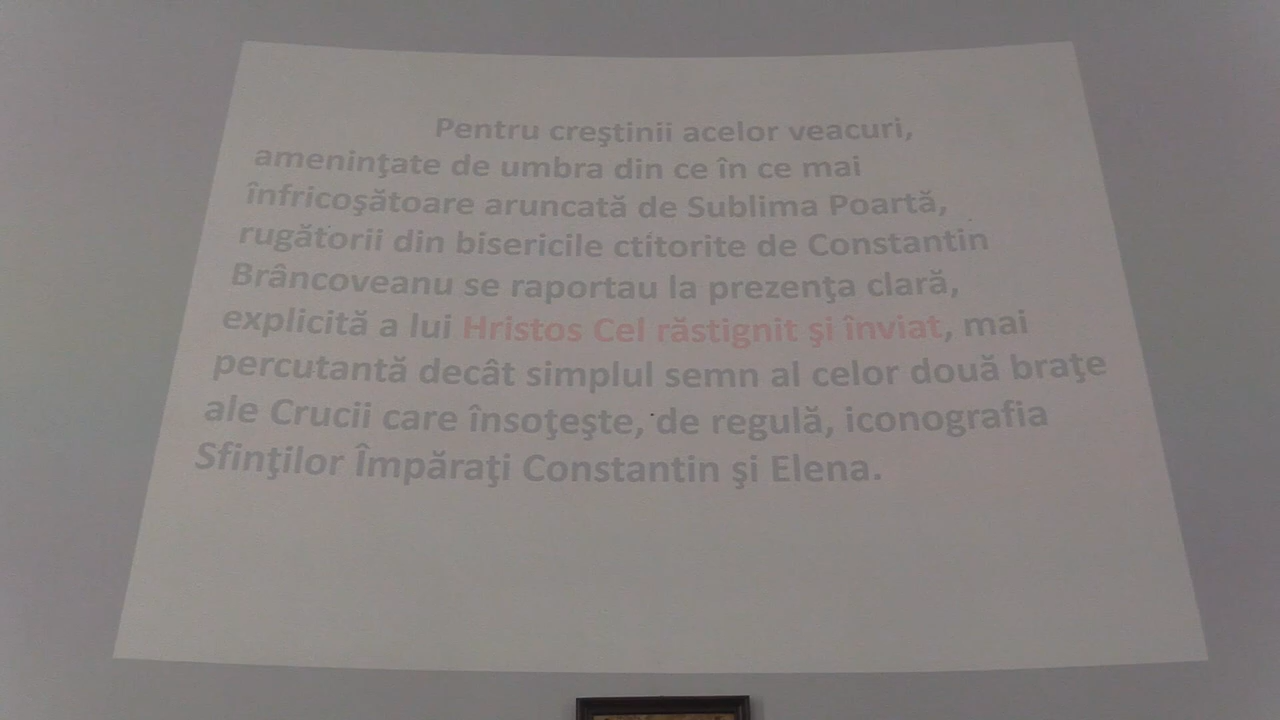 Pentru creştinii acelor veacuri,
ameninţate de umbra din ce în ce mai
înfricoşătoare aruncată de Sublima Poartă,
rugătorii din bisericile ctitorite de Constantin
Brâncoveanu se raportau la prezenţa clară,
explicită a lui Hristos Cel răstignit şi înviat, mai
percutantă decât simplul semn al celor două braţe
ale Crucii care însoţeşte, de regulă, iconografia
Sfinţilor Împăraţi Constantin şi Elena.